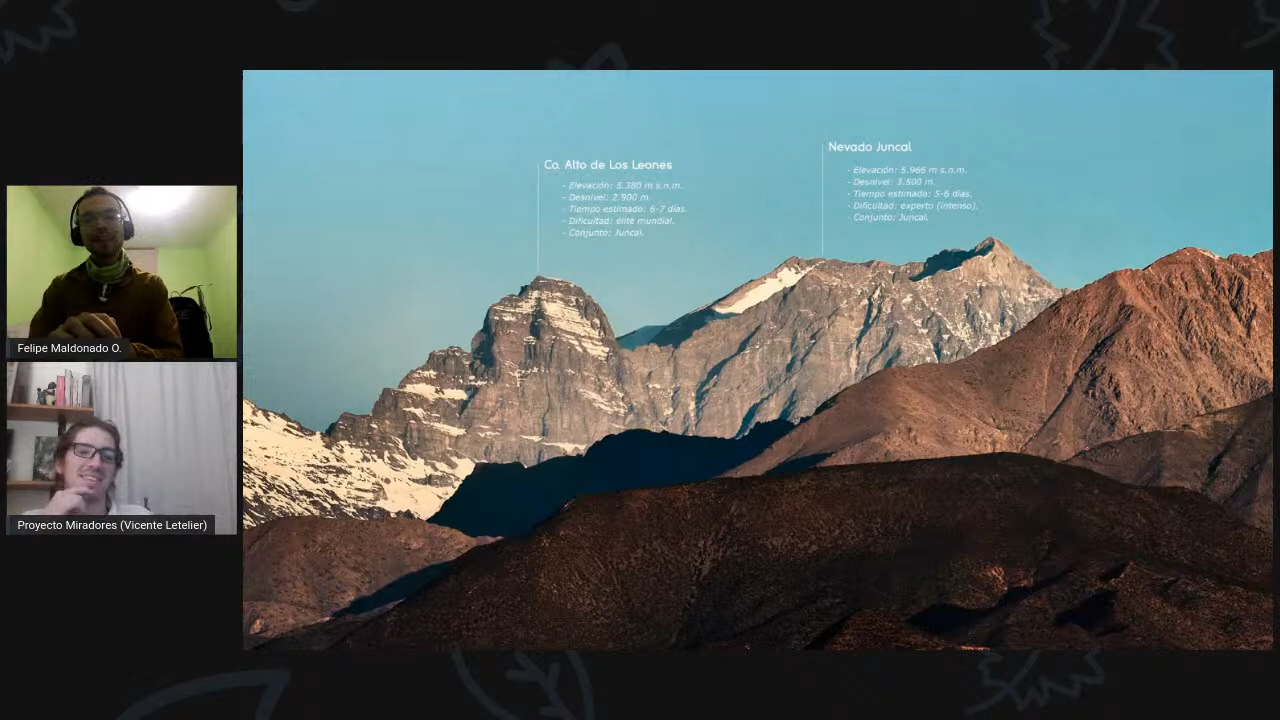 Co. Alto de Los Leones
- Elevación: 5.380 m s.n.m.
- Desnivel: 2.900 m.
- Tiempo estimado: 6-7 días.
- Dificultad: élite mundial.
- Conjunto: Juncal.
Nevado Juncal
- Elevación: 5.966 m s.n.m.
- Desnivel: 3.500 m.
- Tiempo estimado: 5-6 días.
- Dificultad: experto (intenso).
- Conjunto: Juncal.
Felipe Maldonado O.
Proyecto Miradores (Vicente Letelier)